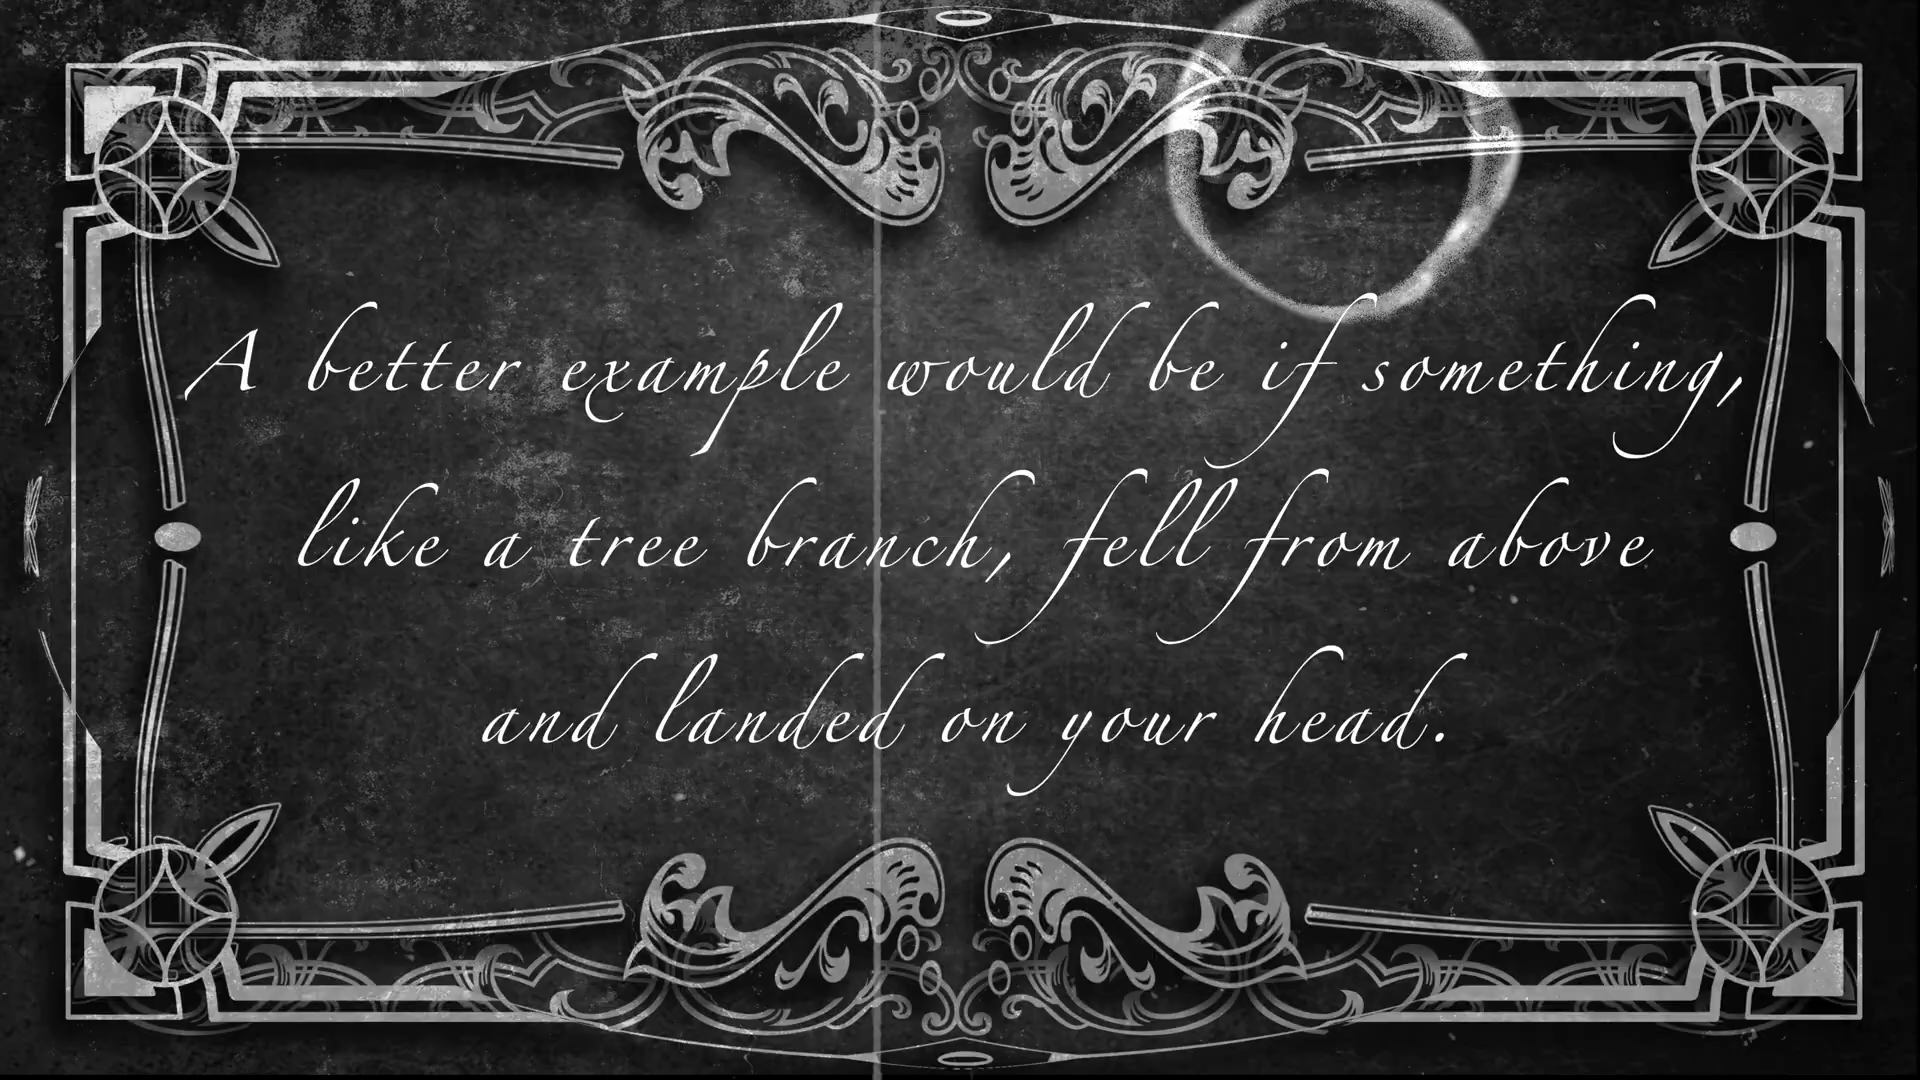 A better example would be if something,
like a tree branch, fell from above
and landed on your head.